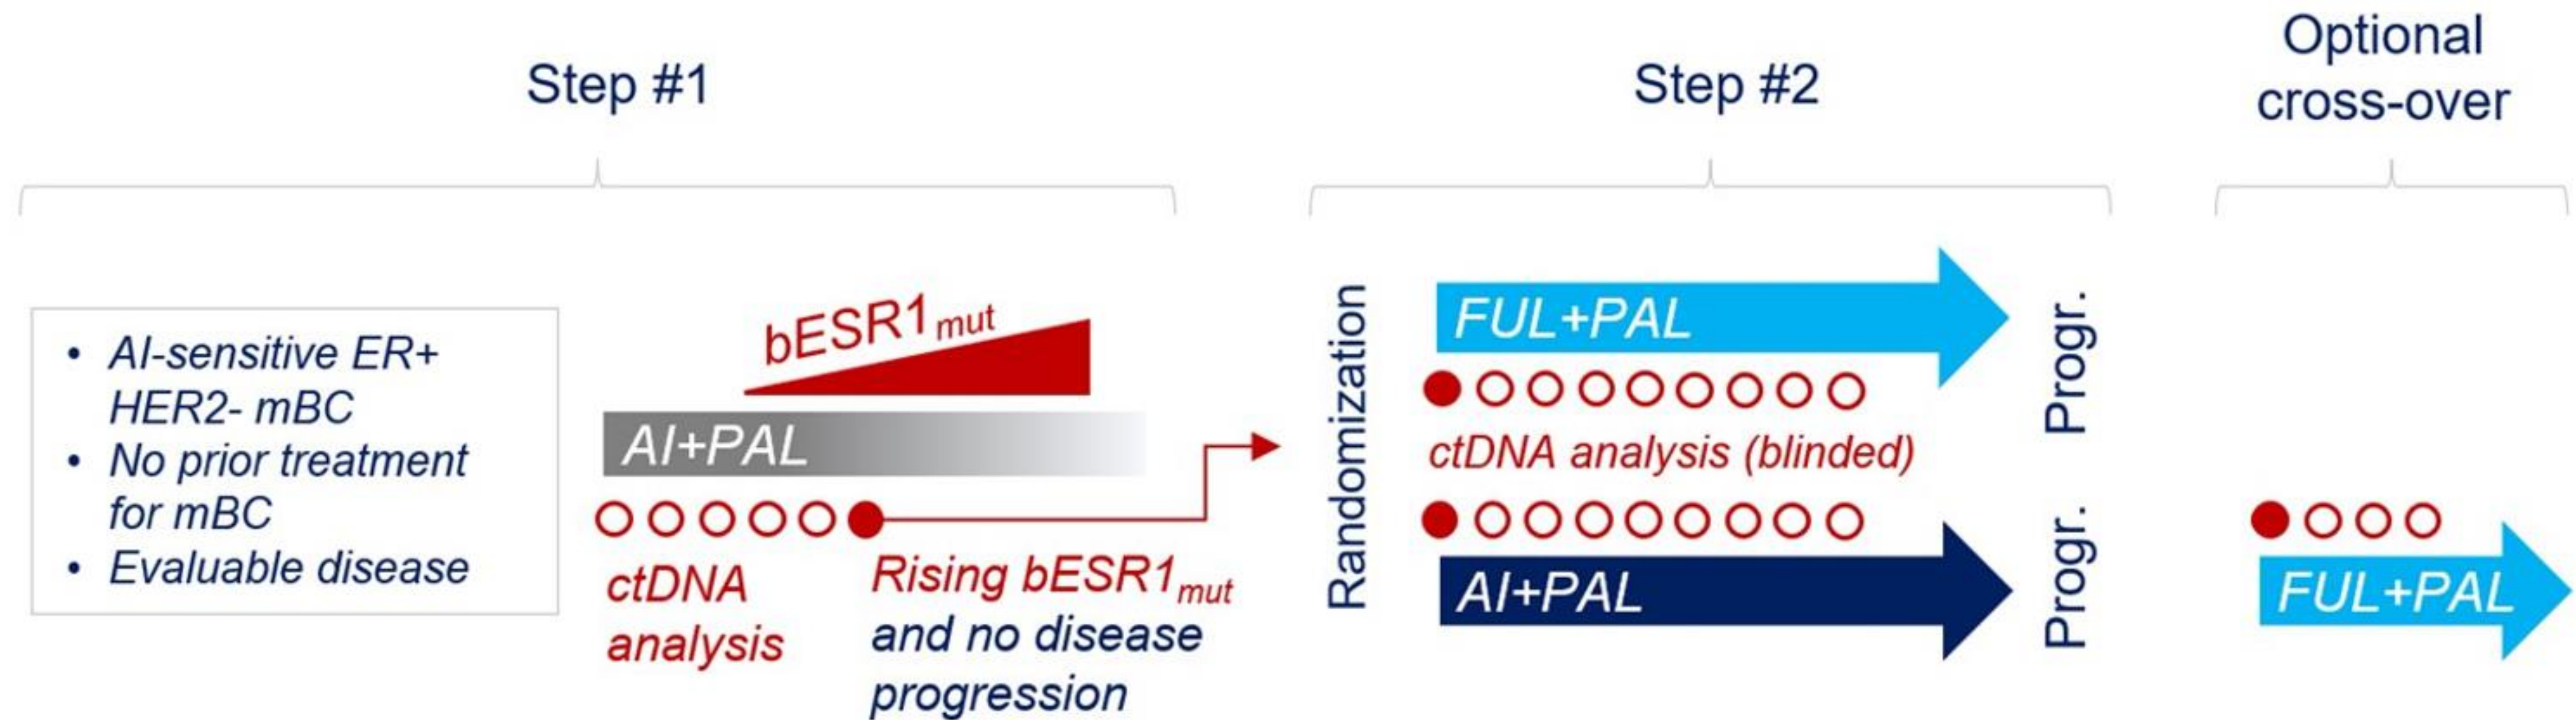 Step #1
Step #2
Optional
cross-over
• AI-sensitive ER+
HER2- mBC
• No prior treatment
for mBC
• Evaluable disease
bESR1mut
AI+PAL
ctDNA
analysis
Rising bESR1mut
and no disease
progression
Randomization
FUL+PAL
ctDNA analysis (blinded)
AI+PAL
Progr.
Progr.
FUL+PAL